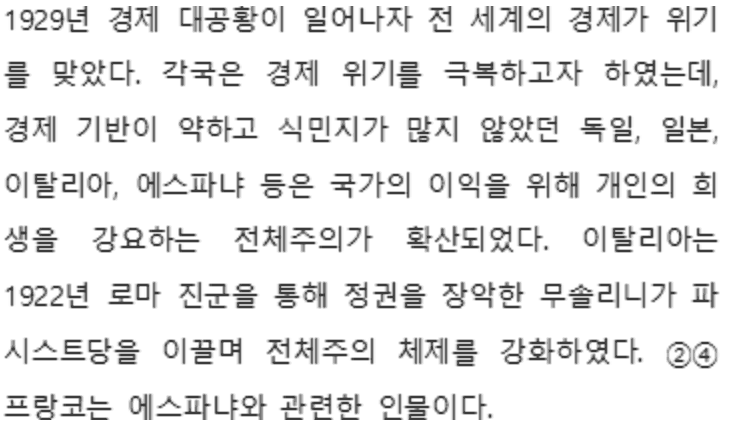 1929년 경제 대공황이 일어나자 전 세계의 경제가 위기
를 맞았다. 각국은 경제 위기를 극복하고자 하였는데,
경제 기반이 약하고 식민지가 많지 않았던 독일, 일본,
이탈리아, 에스파냐 등은 국가의 이익을 위해 개인의 희
생을 강요하는 전체주의가 확산되었다. 이탈리아는
1922년 로마 진군을 통해 정권을 장악한 무솔리니가 파
시스트당을 이끌며 전체주의 체제를 강화하였다. ②④
프랑코는 에스파냐와 관련한 인물이다.